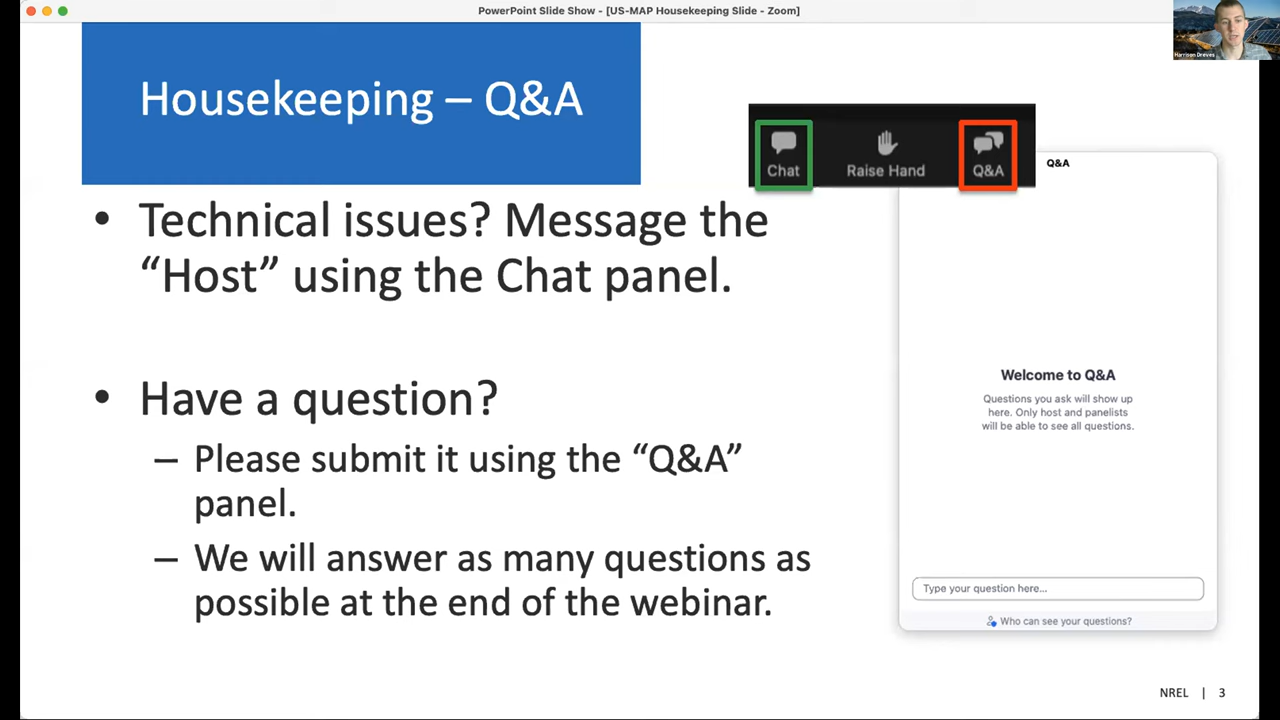 PowerPoint Slide Show - [US-MAP Housekeeping Slide - Zoom]
Harrison Dreves
Housekeeping – Q&A
Chat
Raise Hand
Q&A
Q&A
• Technical issues? Message the
“Host” using the Chat panel.
• Have a question?
– Please submit it using the “Q&A”
panel.
– We will answer as many questions as
possible at the end of the webinar.
Welcome to Q&A
Questions you ask will show up
here. Only host and panelists
will be able to see all questions.
Type your question here...
Who can see your questions?
NREL | 3